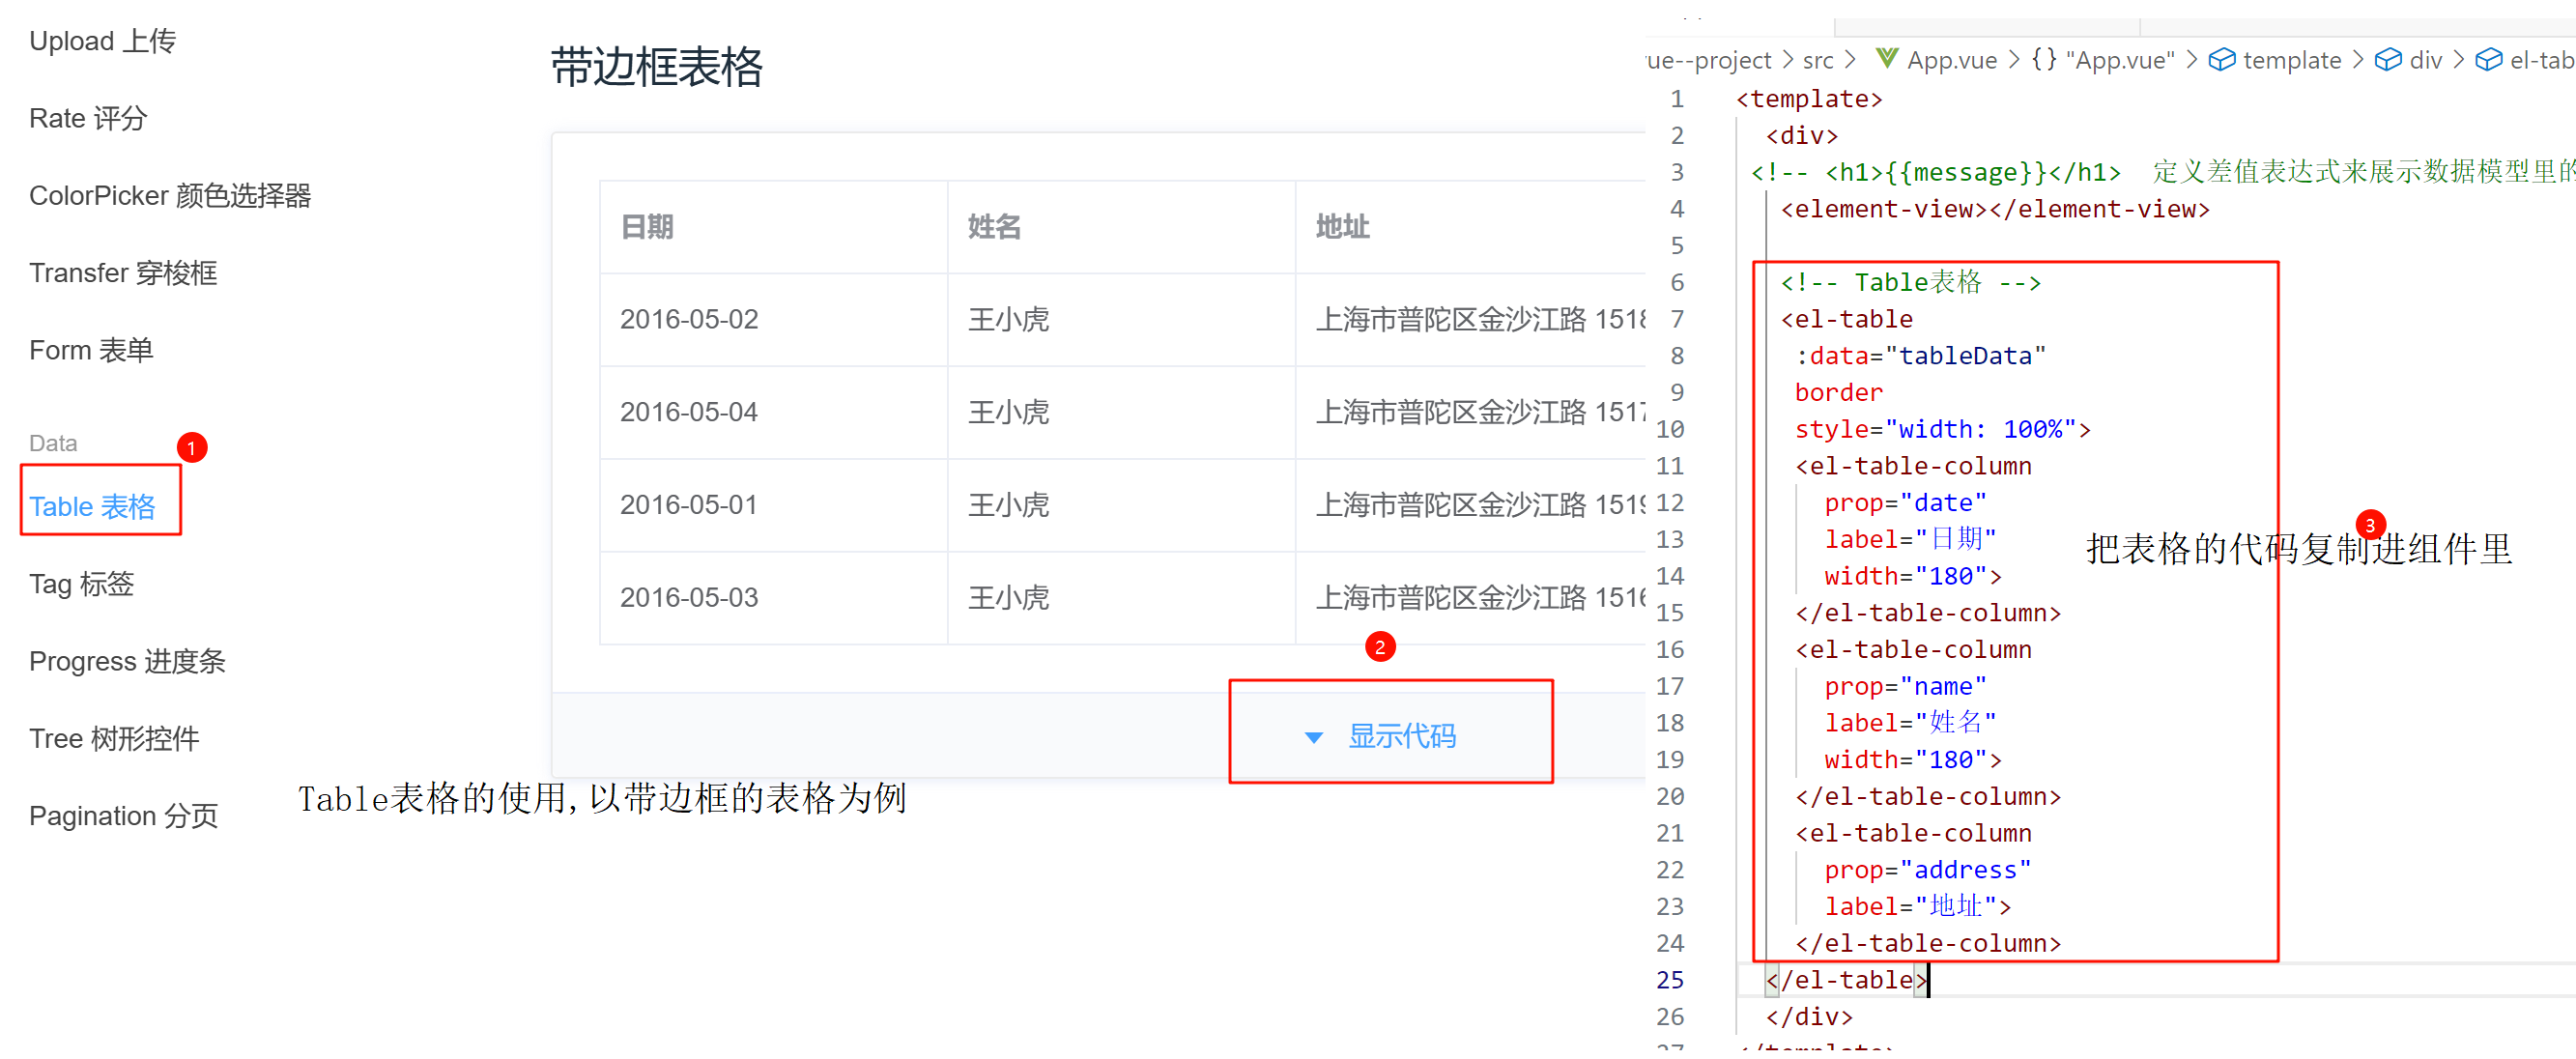 Upload 上传
Rate 评分
ColorPicker 颜色选择器
Transfer 穿梭框
Form 表单
Data
1
Table 表格
Tag 标签
Progress 进度条
Tree 树形控件
Pagination 分页
带边框表格
日期 姓名 地址
2016-05-02 王小虎 上海市普陀区金沙江路 1518
2016-05-04 王小虎 上海市普陀区金沙江路 1517
2016-05-01 王小虎 上海市普陀区金沙江路 1519
2016-05-03 王小虎 上海市普陀区金沙江路 1516
2
显示代码
Table表格的使用,以带边框的表格为例
ue--project > src > App.vue > {} "App.vue" > template > div > el-tab
1 <template>
2 <div>
3 <!-- <h1>{{message}}</h1> 定义差值表达式来展示数据模型里的
4 <element-view></element-view>
5
6 <!-- Table表格 -->
7 <el-table
8 :data="tableData"
9 border
10 style="width: 100%">
11 <el-table-column
12 prop="date"
13 label="日期"
14 width="180">
15 </el-table-column>
16 <el-table-column
17 prop="name"
18 label="姓名"
19 width="180">
20 </el-table-column>
21 <el-table-column
22 prop="address"
23 label="地址">
24 </el-table-column>
25 </el-table>
26 </div>
3
把表格的代码复制进组件里